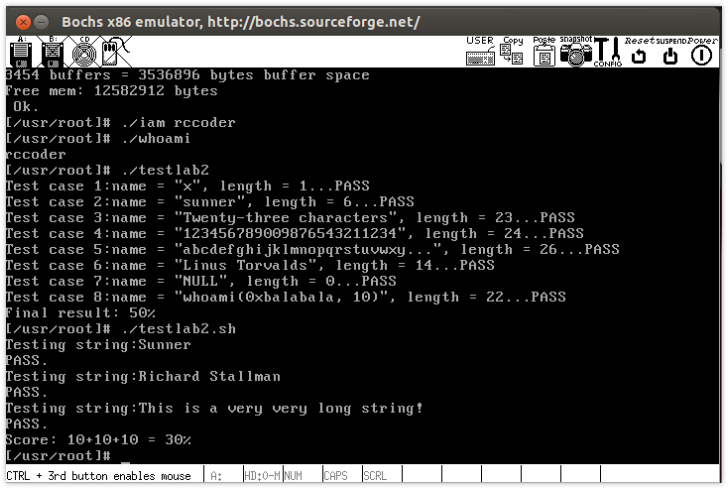 Bochs x86 emulator, http://bochs.sourceforge.net/
A: B: CD USER Copy Paste snapshot CONFIG Reset SUSPEND Power
3454 buffers = 3536896 bytes buffer space
Free mem: 12582912 bytes
 Ok.
[/usr/root]# ./iam rccoder
[/usr/root]# ./whoami
rccoder
[/usr/root]# ./testlab2
Test case 1:name = "x", length = 1...PASS
Test case 2:name = "sunner", length = 6...PASS
Test case 3:name = "Twenty-three characters", length = 23...PASS
Test case 4:name = "123456789009876543211234", length = 24...PASS
Test case 5:name = "abcdefghijklmnopqrstuvwxy...", length = 26...PASS
Test case 6:name = "Linus Torvalds", length = 14...PASS
Test case 7:name = "NULL", length = 0...PASS
Test case 8:name = "whoami(0xbalabala, 10)", length = 22...PASS
Final result: 50%
[/usr/root]# ./testlab2.sh
Testing string:Sunner
PASS.
Testing string:Richard Stallman
PASS.
Testing string:This is a very very long string!
PASS.
Score: 10+10+10 = 30%
[/usr/root]# _
CTRL + 3rd button enables mouse A: HD:0-M NUM CAPS SCRL